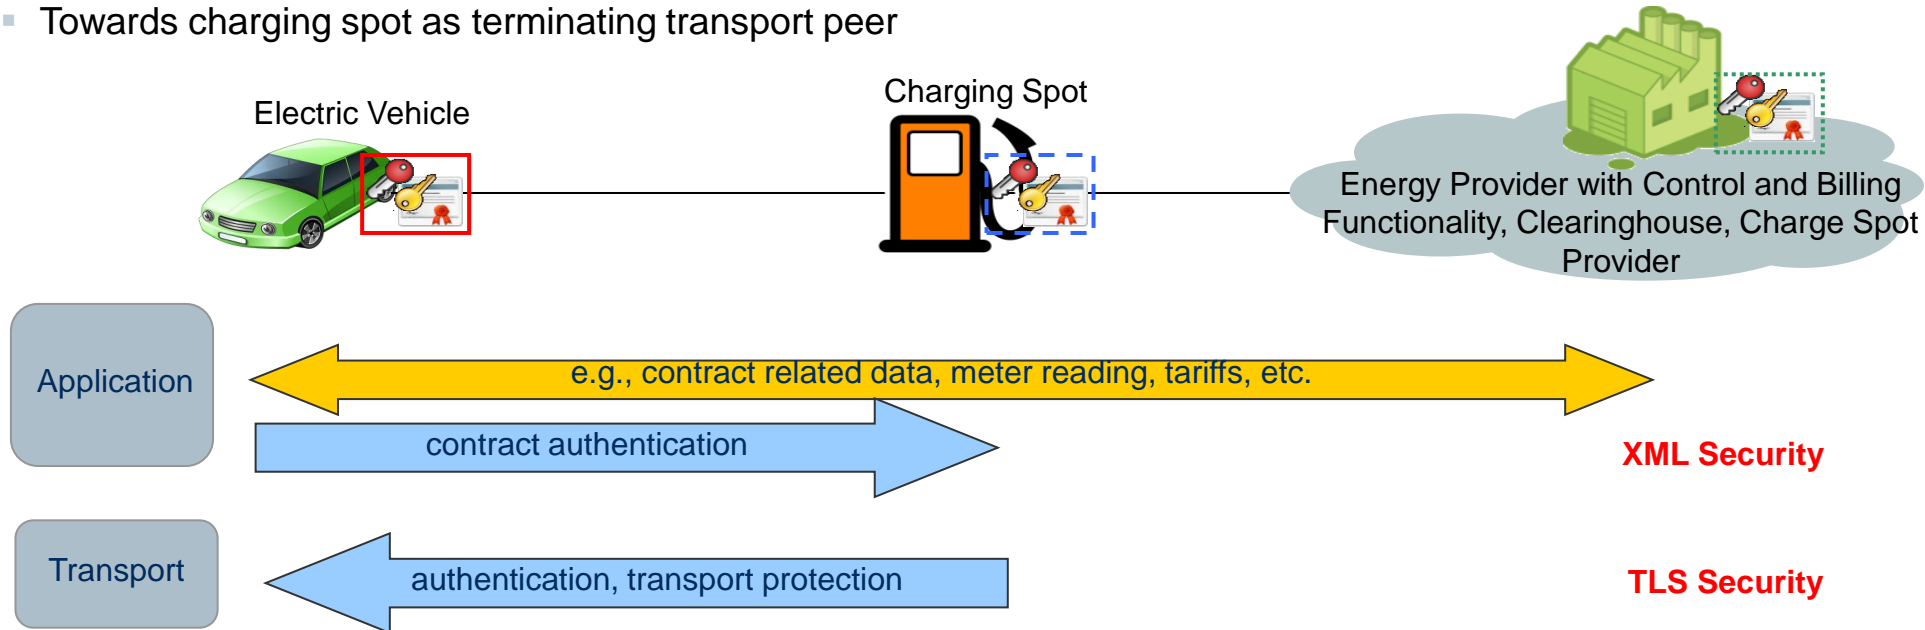 Towards charging spot as terminating transport peer
Electric Vehicle
Charging Spot
Energy Provider with Control and Billing
Functionality, Clearinghouse, Charge Spot
Provider
Application
e.g., contract related data, meter reading, tariffs, etc.
contract authentication
XML Security
Transport
authentication, transport protection
TLS Security